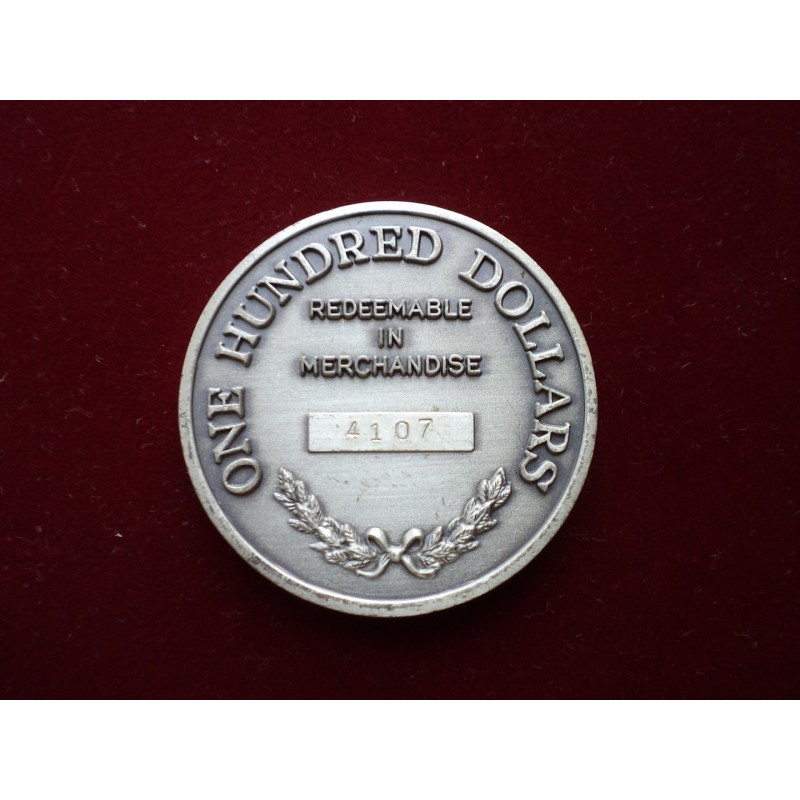 ONE HUNDRED DOLLARS
REDEEMABLE
IN
MERCHANDISE
4107